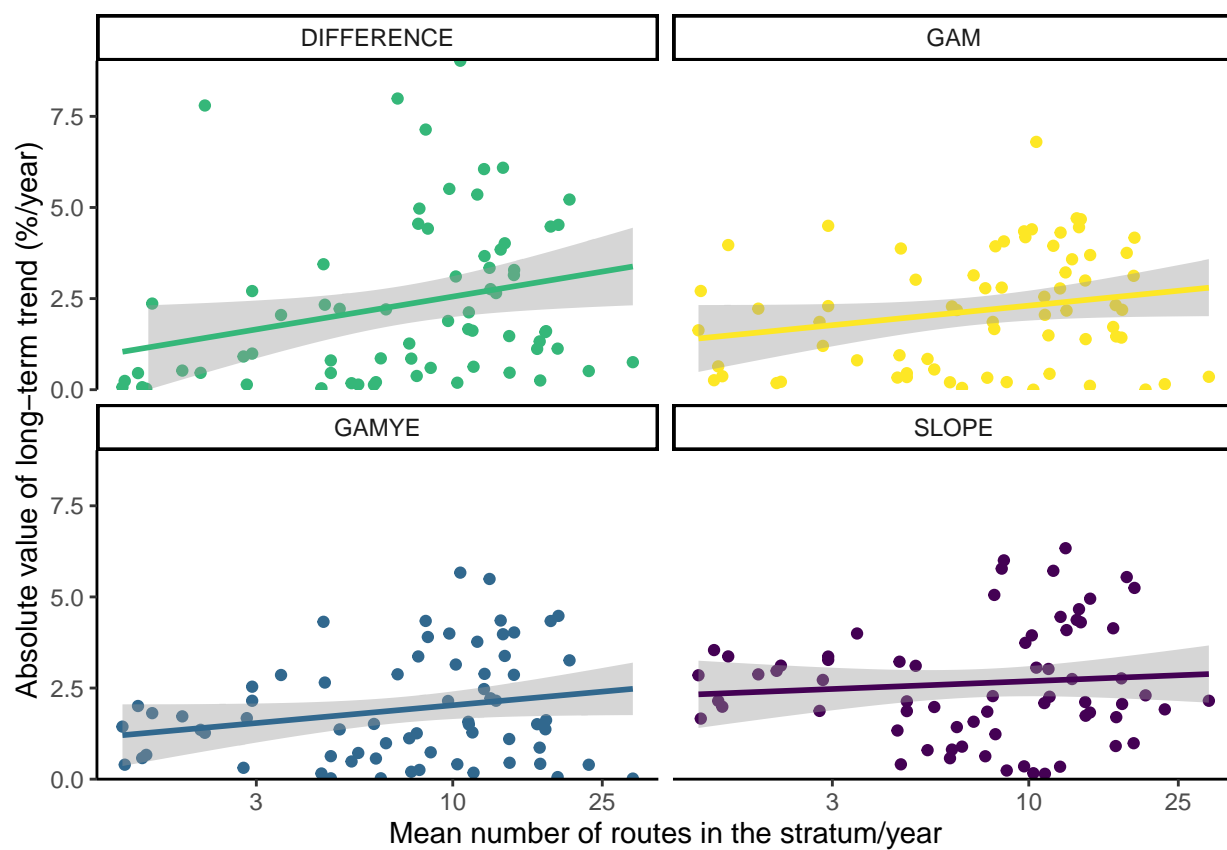 DIFFERENCE
GAM
7.5
5.0
2.5
0.0
GAMYE
SLOPE
7.5
5.0
2.5
0.0
3
10
25
3
10
25
Absolute value of long−term trend (%/year)
Mean number of routes in the stratum/year